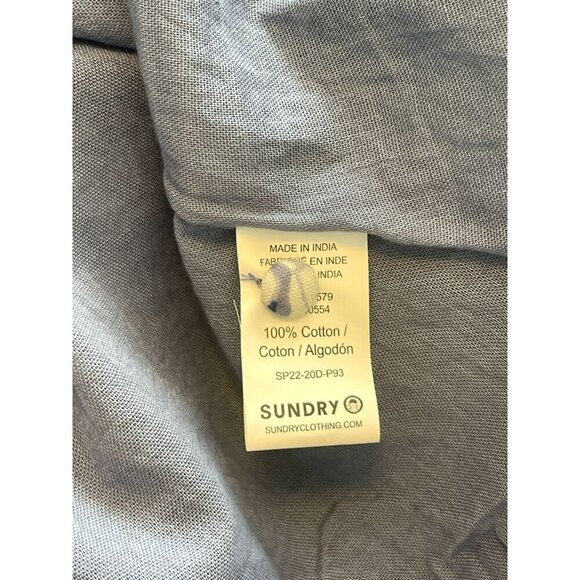 MADE IN INDIA
EN INDE
INDIA
579
0554
100% Cotton /
Coton / Algodón
SP22-20D-P93
SUNDRY
SUNDRYCLOTHING.COM